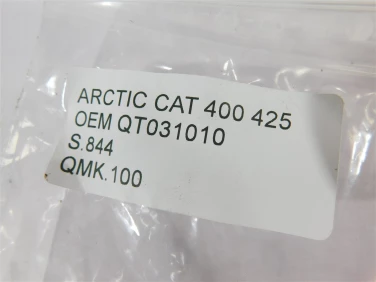 ARCTIC CAT 400 425
OEM QT031010
S.844
QMK.100